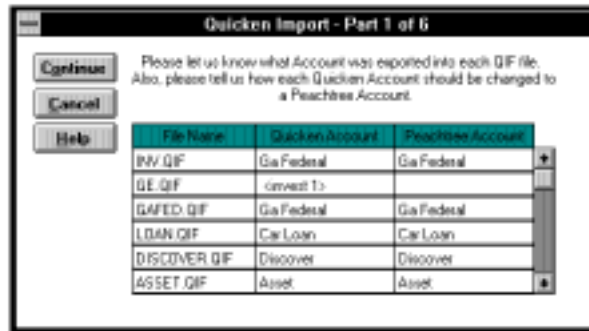 Quicken Import - Part 1 of 6
Continue
Cancel
Help
Please let us know what Account was exported into each QIF file.
Also, please tell us how each Quicken Account should be changed to
a Peachtree Account.
File Name Quicken Account Peachtree Account
INV.QIF Ga Federal Ga Federal
GE.QIF <invest 1>
GAFED.QIF Ga Federal Ga Federal
LOAN.QIF Car Loan Car Loan
DISCOVER.QIF Discover Discover
ASSET.QIF Asset Asset